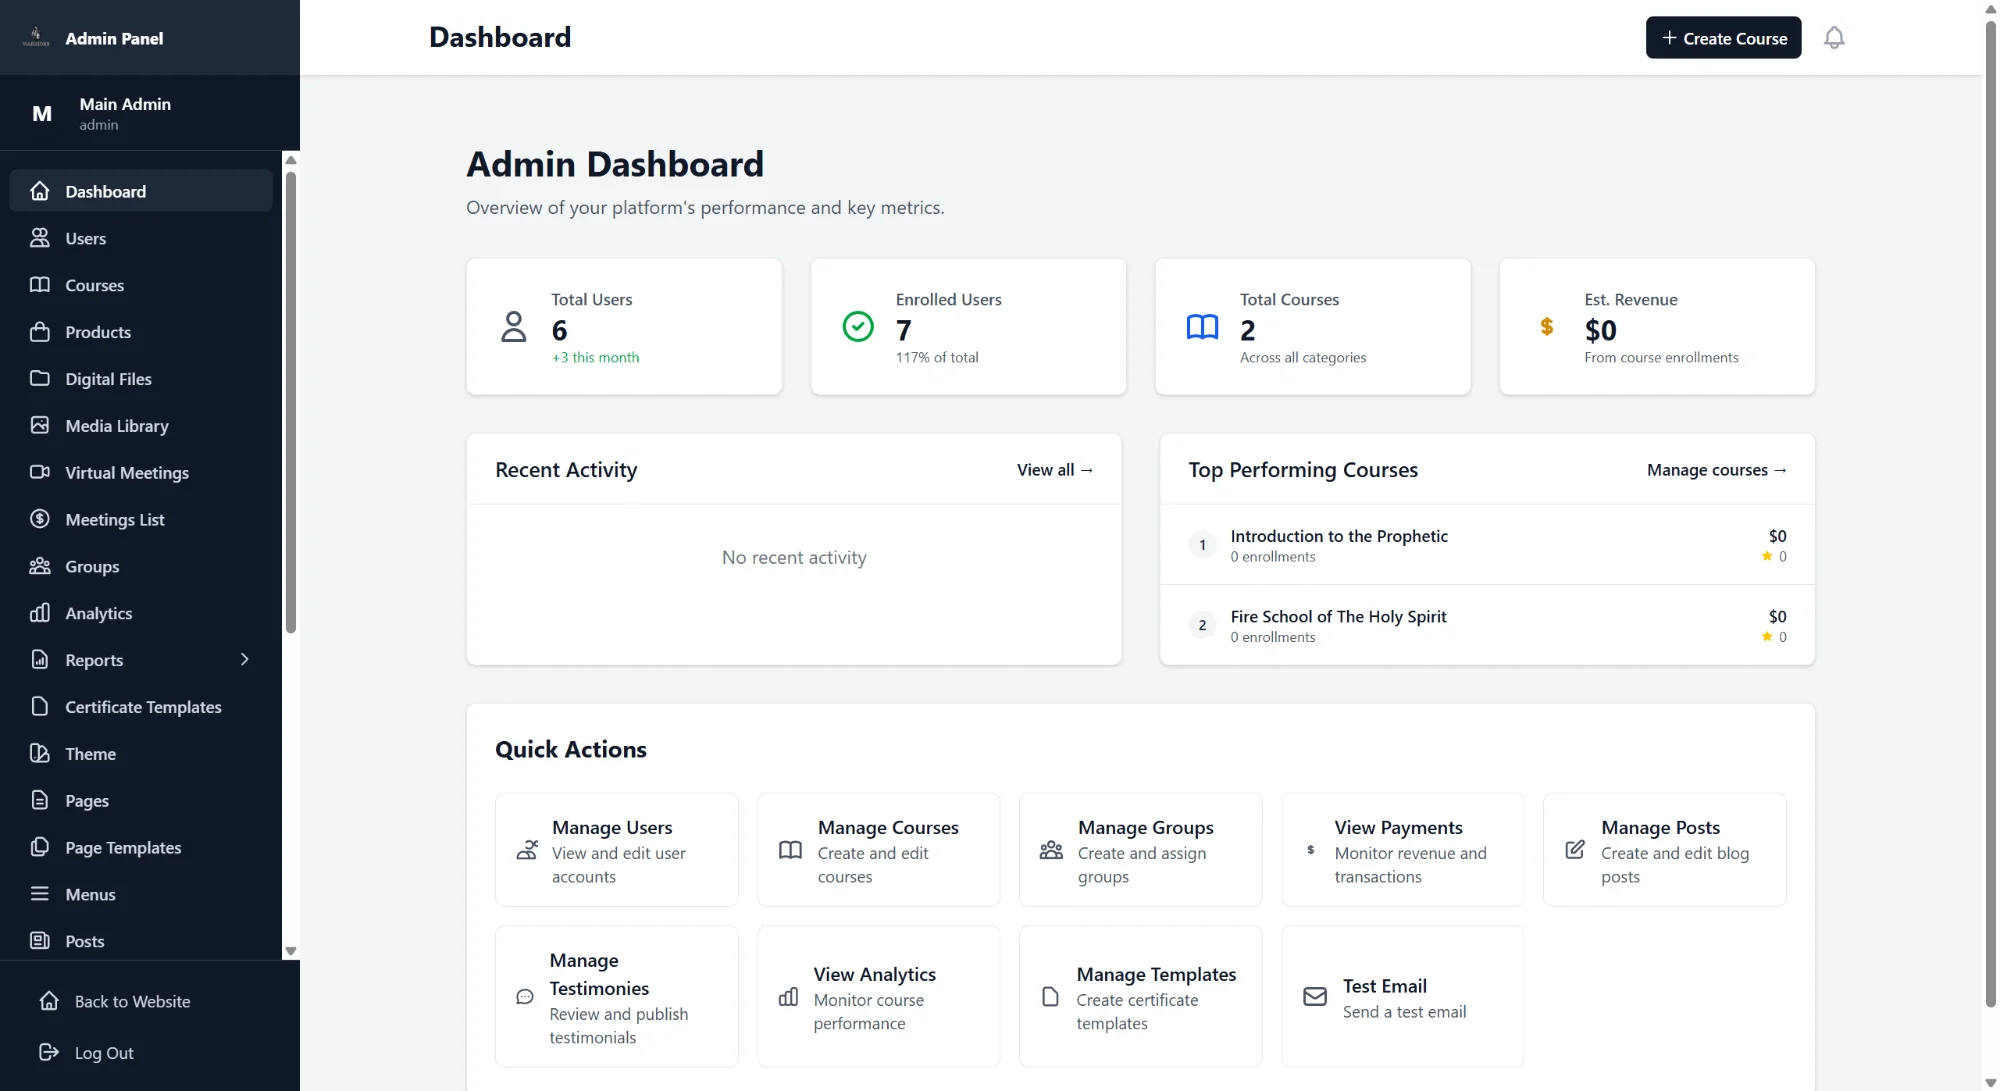 Admin Panel
M
Main Admin
admin
Dashboard
Users
Courses
Products
Digital Files
Media Library
Virtual Meetings
Meetings List
Groups
Analytics
Reports
Certificate Templates
Theme
Pages
Page Templates
Menus
Posts
Back to Website
Log Out
Dashboard
+ Create Course
Admin Dashboard
Overview of your platform's performance and key metrics.
Total Users
6
+3 this month
Enrolled Users
7
117% of total
Total Courses
2
Across all categories
$
Est. Revenue
$0
From course enrollments
Recent Activity
View all →
No recent activity
Top Performing Courses
Manage courses →
1
Introduction to the Prophetic
0 enrollments
$0
★ 0
2
Fire School of The Holy Spirit
0 enrollments
$0
★ 0
Quick Actions
Manage Users
View and edit user
accounts
Manage Courses
Create and edit
courses
Manage Groups
Create and assign
groups
$
View Payments
Monitor revenue and
transactions
Manage Posts
Create and edit blog
posts
Manage
Testimonies
Review and publish
testimonials
View Analytics
Monitor course
performance
Manage Templates
Create certificate
templates
Test Email
Send a test email